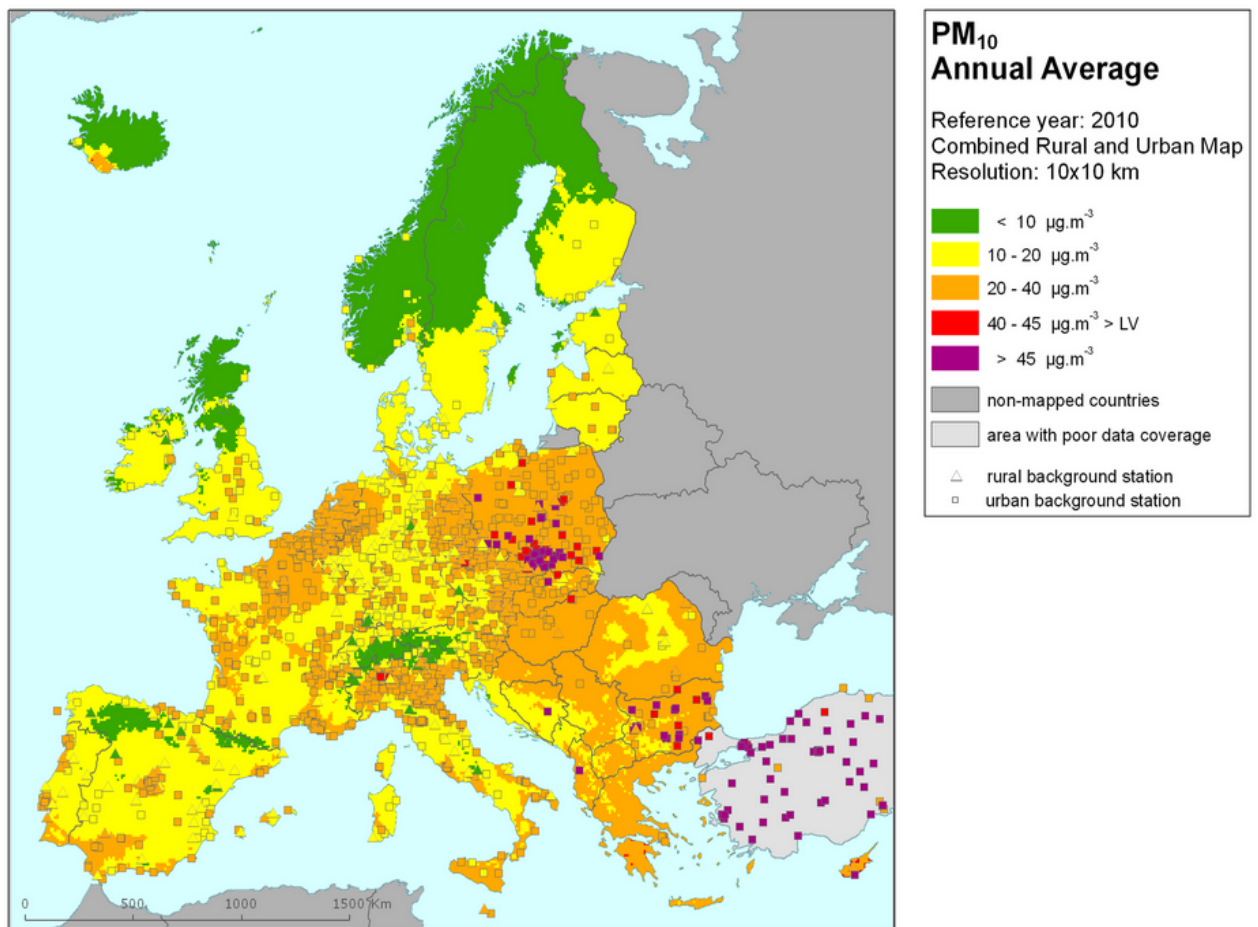 PM₁₀
Annual Average
Reference year: 2010
Combined Rural and Urban Map
Resolution: 10x10 km
< 10 µg.m⁻³
10 - 20 µg.m⁻³
20 - 40 µg.m⁻³
40 - 45 µg.m⁻³ > LV
> 45 µg.m⁻³
non-mapped countries
area with poor data coverage
rural background station
urban background station
0 500 1000 1500 Km